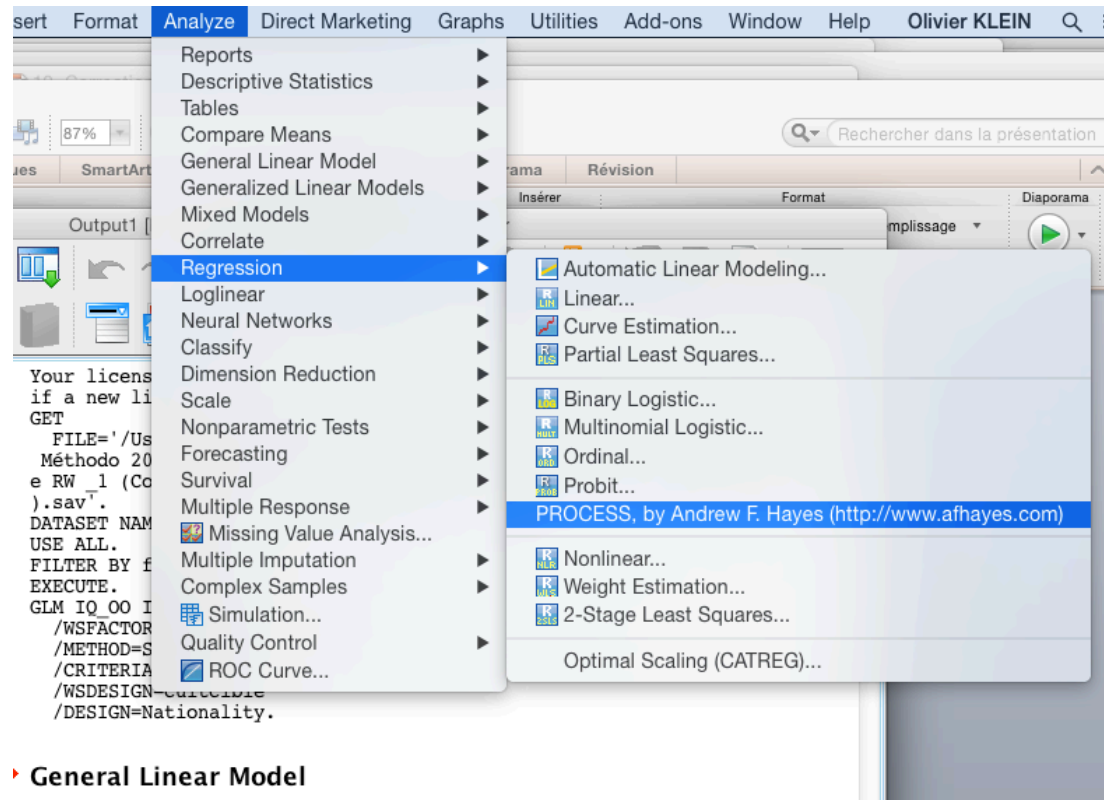 sert Format Analyze Direct Marketing Graphs Utilities Add-ons Window Help Olivier KLEIN
Reports
Descriptive Statistics
Tables
Compare Means
General Linear Model
Generalized Linear Models
Mixed Models
Correlate
Regression
Loglinear
Neural Networks
Classify
Dimension Reduction
Scale
Nonparametric Tests
Forecasting
Survival
Multiple Response
Missing Value Analysis...
Multiple Imputation
Complex Samples
Simulation...
Quality Control
ROC Curve...
Automatic Linear Modeling...
Linear...
Curve Estimation...
Partial Least Squares...
Binary Logistic...
Multinomial Logistic...
Ordinal...
Probit...
PROCESS, by Andrew F. Hayes (http://www.afhayes.com)
Nonlinear...
Weight Estimation...
2-Stage Least Squares...
Optimal Scaling (CATREG)...
87%
Rechercher dans la présentation
ues SmartArt rama Révision
Insérer Format Diaporama
mplissage
Output1 [
Your licens
if a new li
GET
FILE='/Us
Méthodo 20
e RW _1 (Co
).sav'.
DATASET NAM
USE ALL.
FILTER BY f
EXECUTE.
GLM IQ_OO I
/WSFACTOR
/METHOD=S
/CRITERIA
/WSDESIGN=cultcible
/DESIGN=Nationality.
General Linear Model